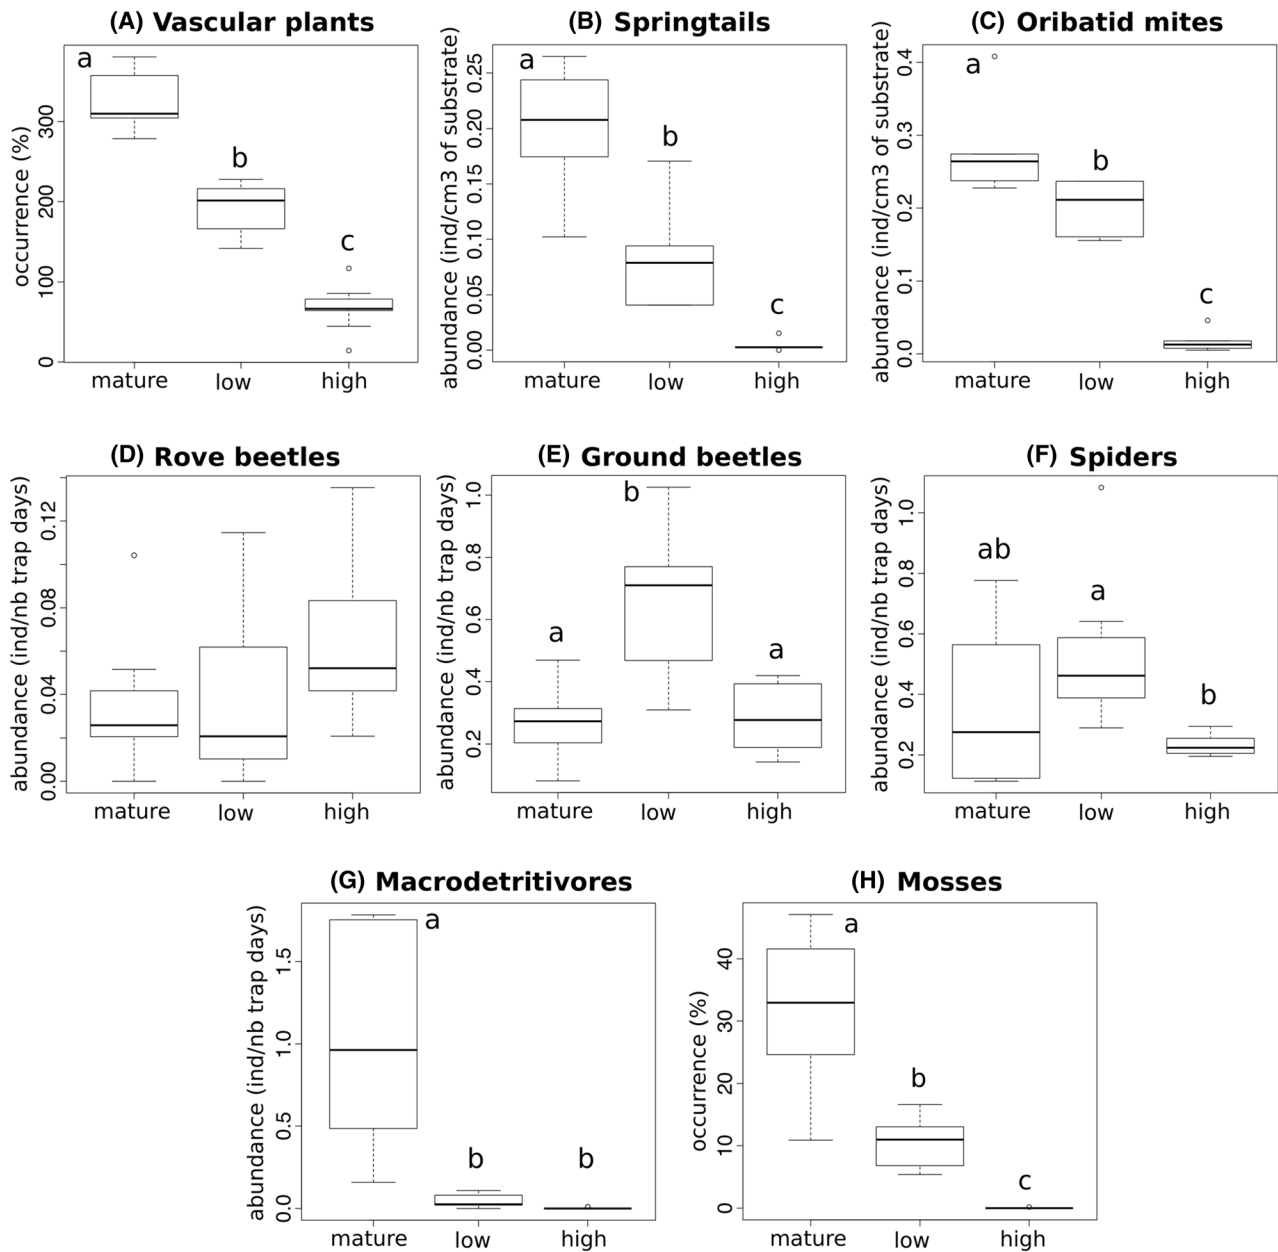 (A) Vascular plants
occurrence (%)
300
200
100
0
a
b
c
mature low high
(B) Springtails
abundance (ind/cm3 of substrate)
0.25
0.20
0.15
0.10
0.05
0.00
a
b
c
mature low high
(C) Oribatid mites
abundance (ind/cm3 of substrate)
0.4
0.3
0.2
0.1
0.0
a
b
c
mature low high
(D) Rove beetles
abundance (ind/nb trap days)
0.12
0.08
0.04
0.00
mature low high
(E) Ground beetles
abundance (ind/nb trap days)
1.0
0.8
0.6
0.4
0.2
b
a
a
mature low high
(F) Spiders
abundance (ind/nb trap days)
1.0
0.8
0.6
0.4
0.2
ab
a
b
mature low high
(G) Macrodetritivores
abundance (ind/nb trap days)
1.5
1.0
0.5
0.0
a
b
b
mature low high
(H) Mosses
occurrence (%)
40
30
20
10
0
a
b
c
mature low high